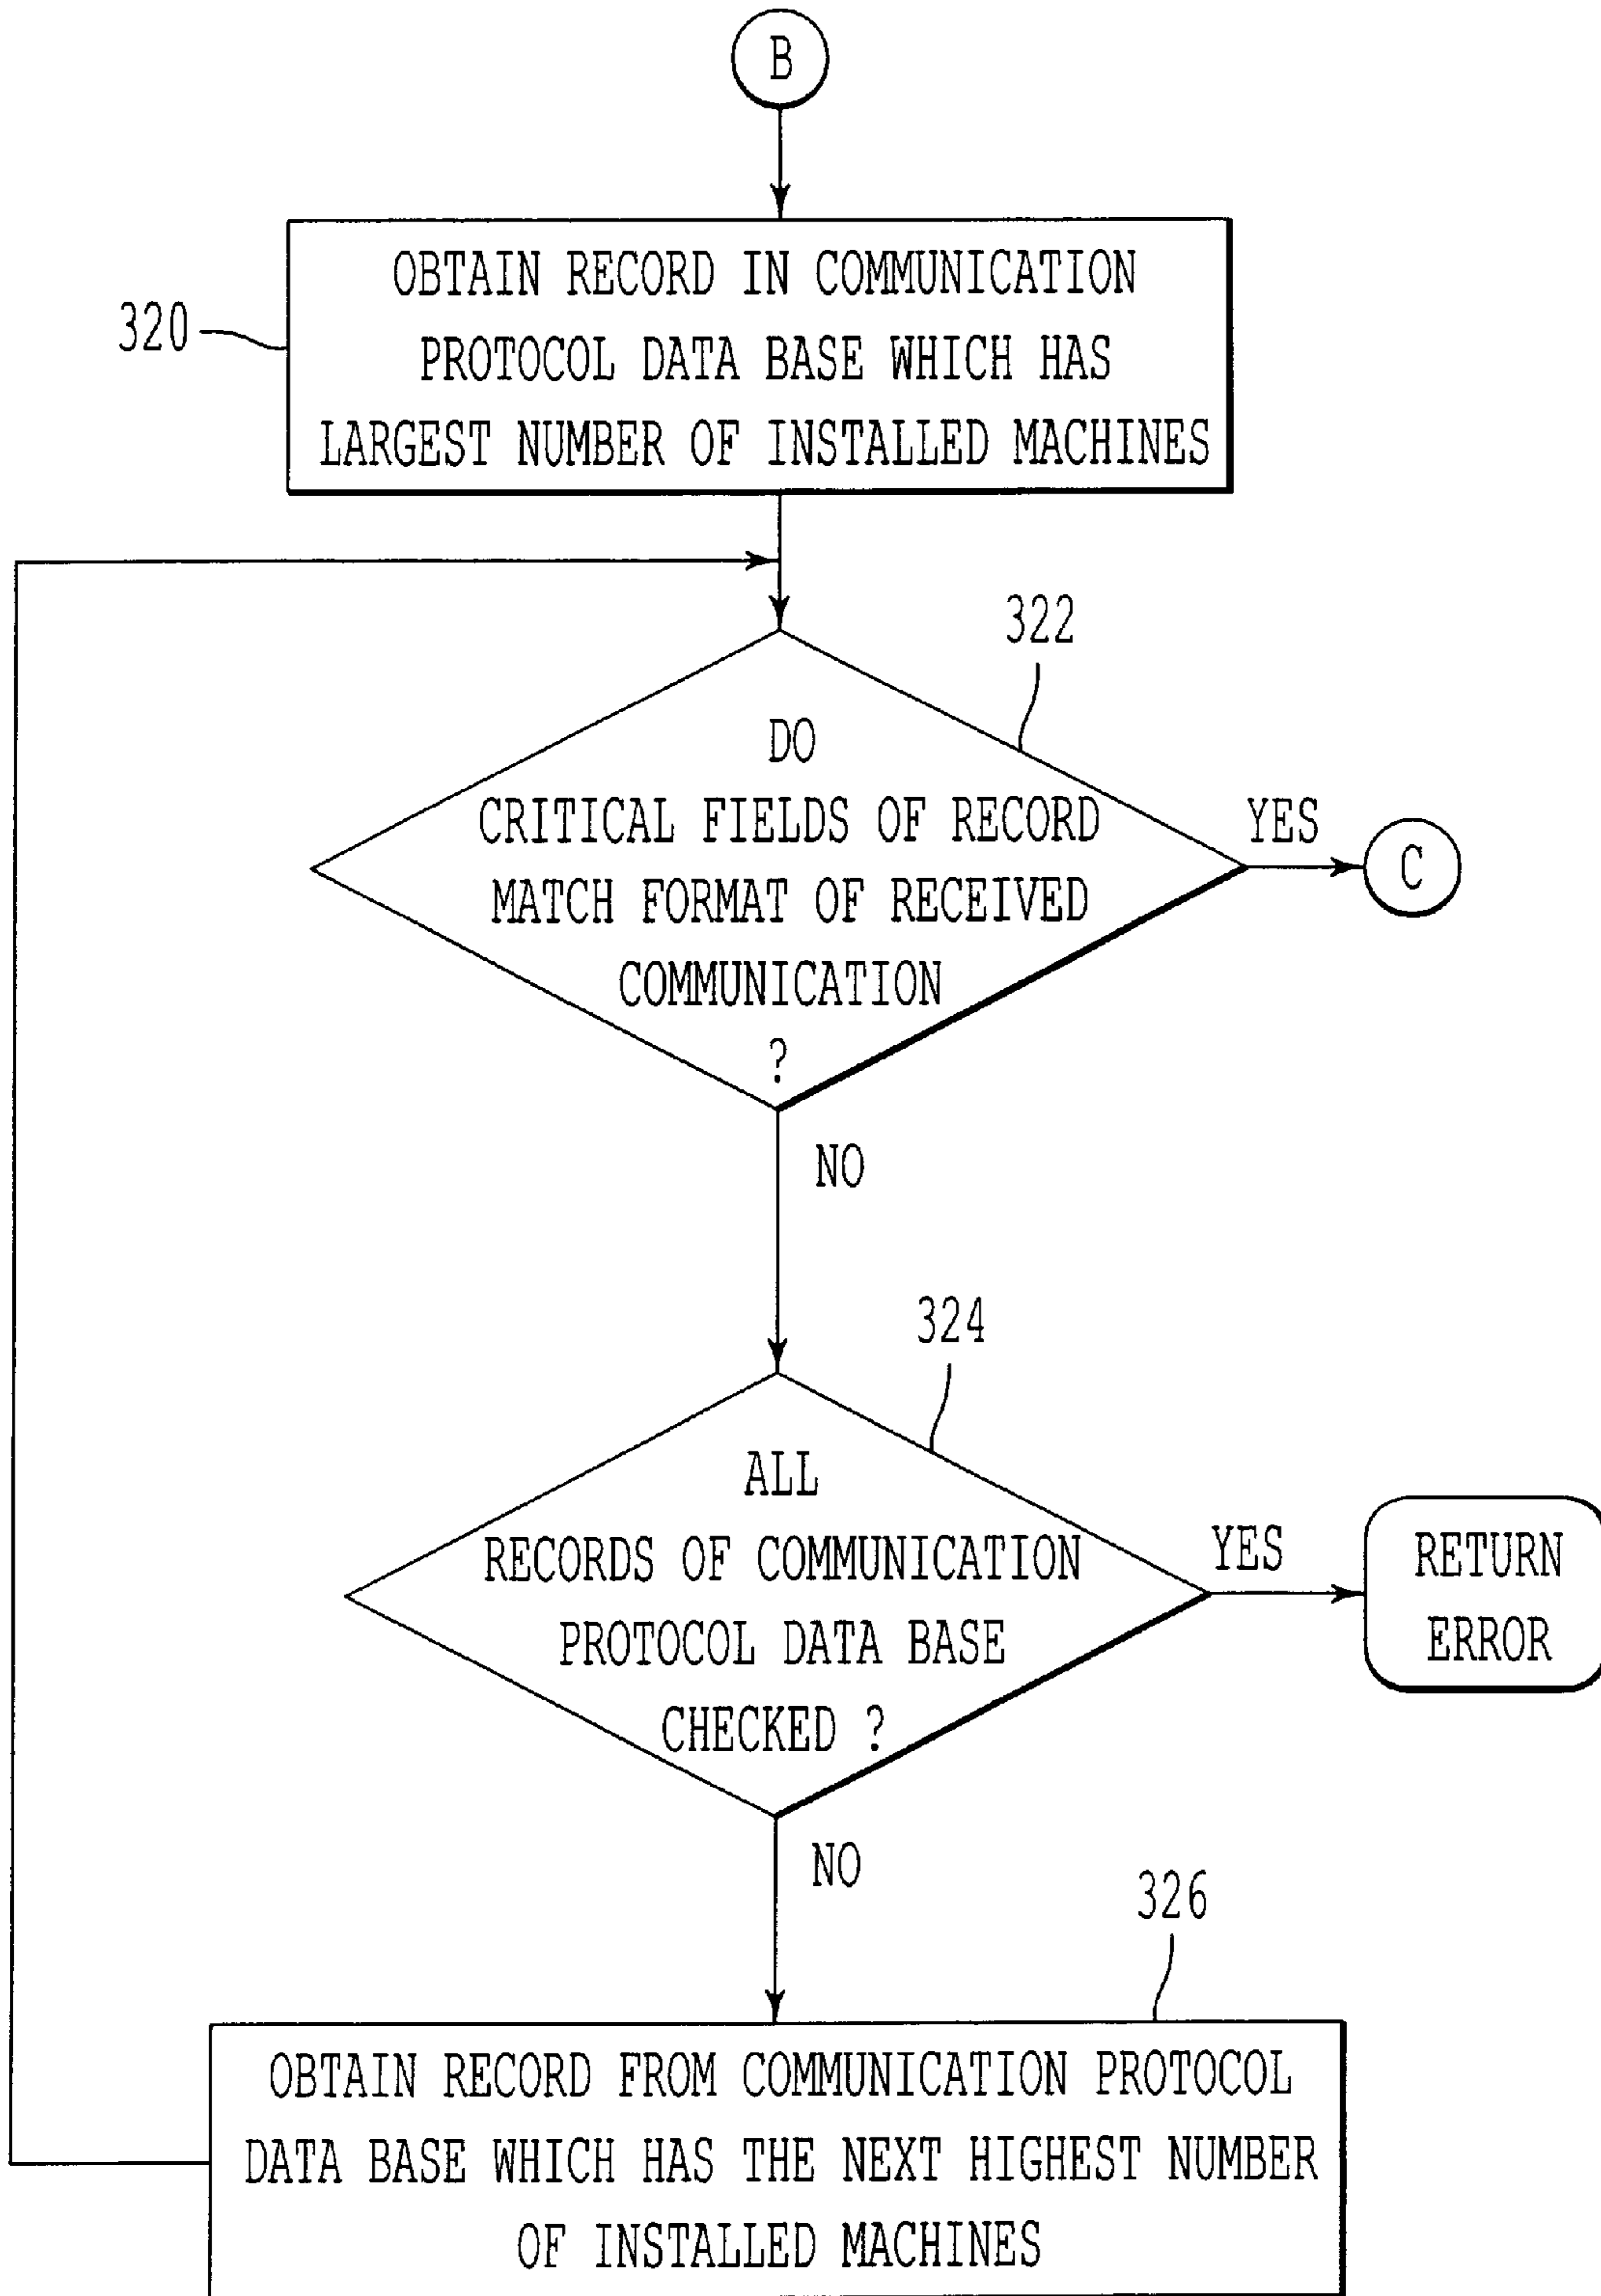 B
OBTAIN RECORD IN COMMUNICATION
PROTOCOL DATA BASE WHICH HAS
LARGEST NUMBER OF INSTALLED MACHINES
320
322
DO
CRITICAL FIELDS OF RECORD
MATCH FORMAT OF RECEIVED
COMMUNICATION
?
YES
C
NO
324
ALL
RECORDS OF COMMUNICATION
PROTOCOL DATA BASE
CHECKED ?
YES
RETURN
ERROR
NO
326
OBTAIN RECORD FROM COMMUNICATION PROTOCOL
DATA BASE WHICH HAS THE NEXT HIGHEST NUMBER
OF INSTALLED MACHINES